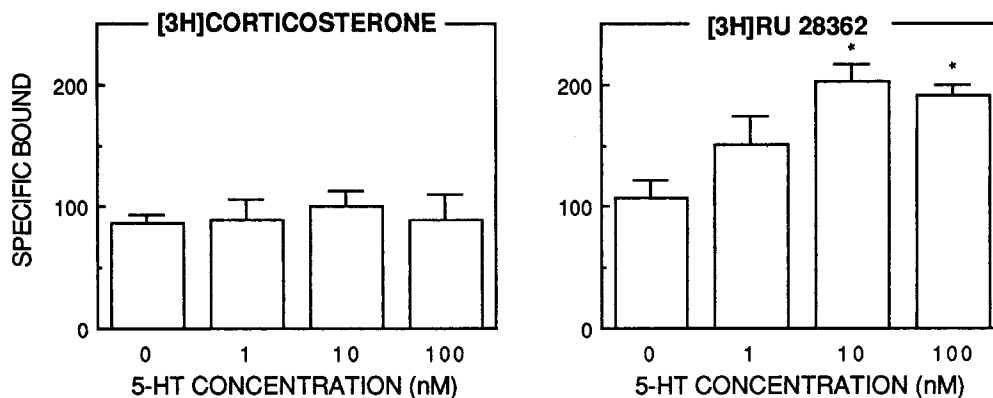 [3H]CORTICOSTERONE
SPECIFIC BOUND
200
100
0
0 1 10 100
5-HT CONCENTRATION (nM)
[3H]RU 28362
* *
200
100
0
0 1 10 100
5-HT CONCENTRATION (nM)